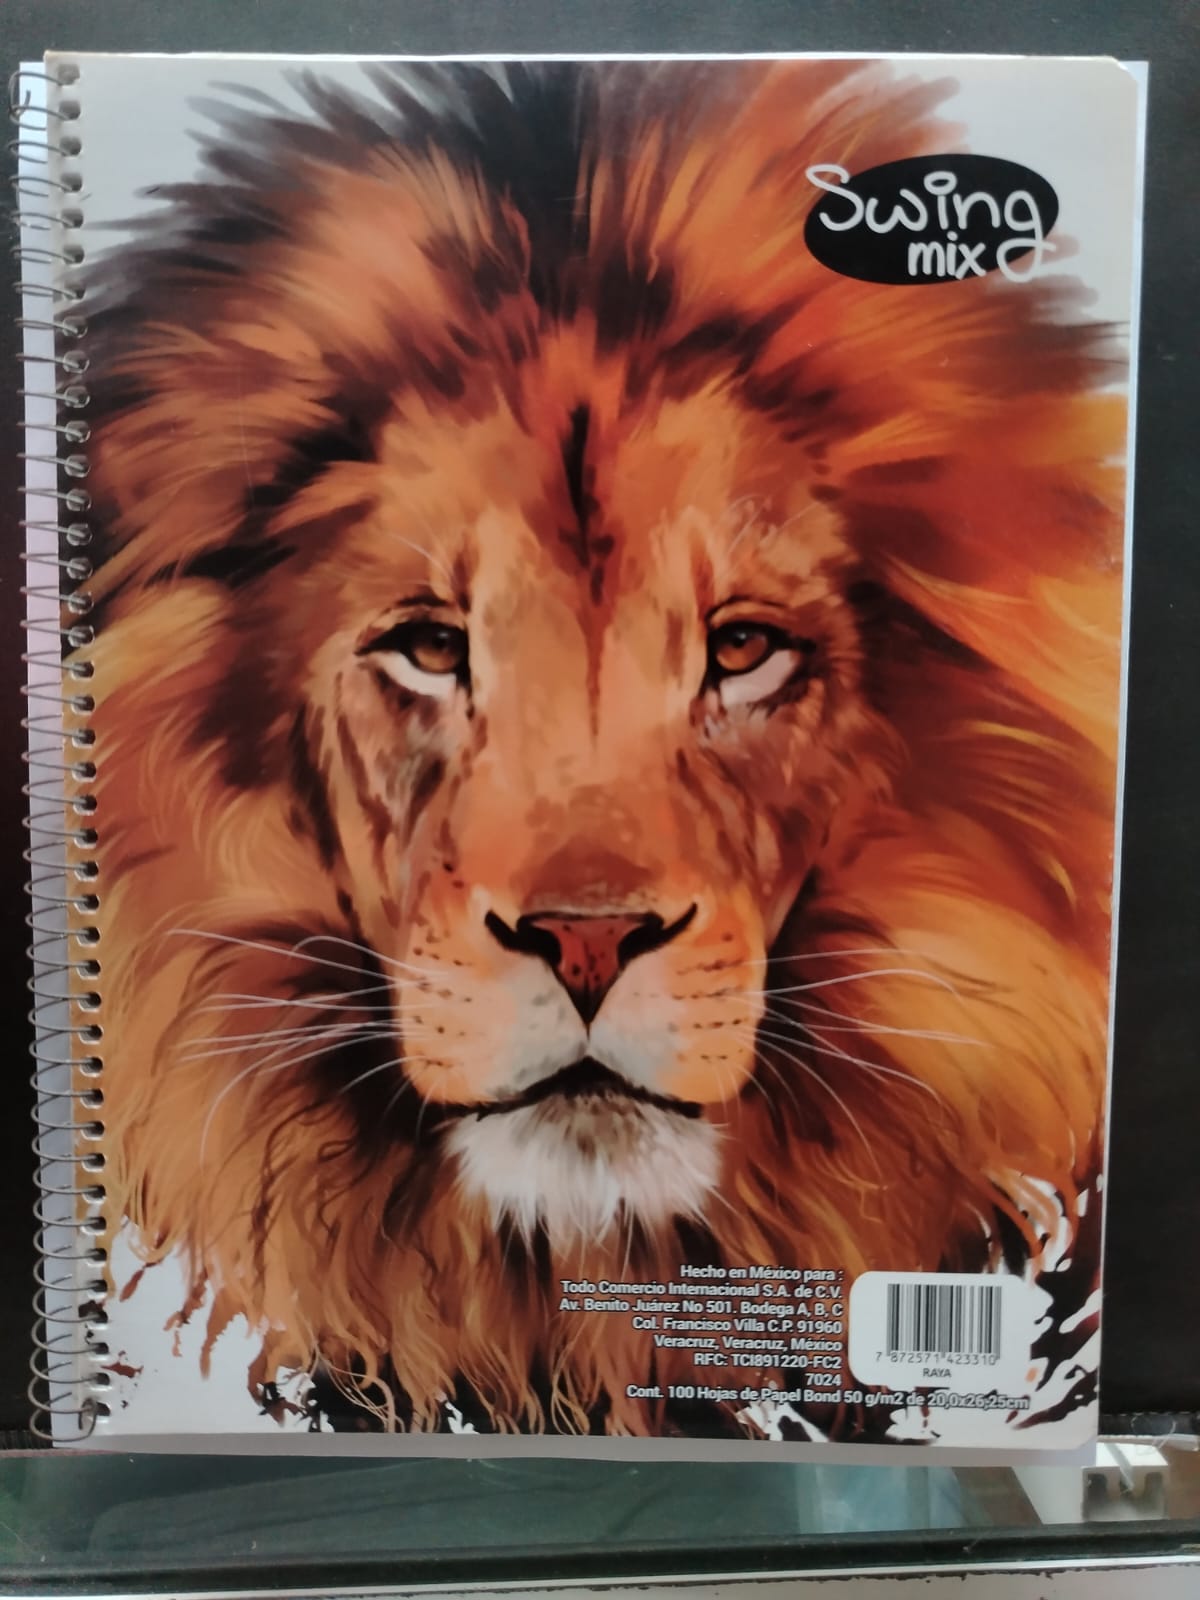 Swing
mix
Hecho en México para :
Todo Comercio Internacional S.A. de C.V.
Av. Benito Juárez No 501. Bodega A, B, C
Col. Francisco Villa C.P. 91960
Veracruz, Veracruz, México
RFC: TCI891220-FC2
7024
Cont. 100 Hojas de Papel Bond 50 g/m2 de 20,0x26,25cm
7 872571 423310
RAYA